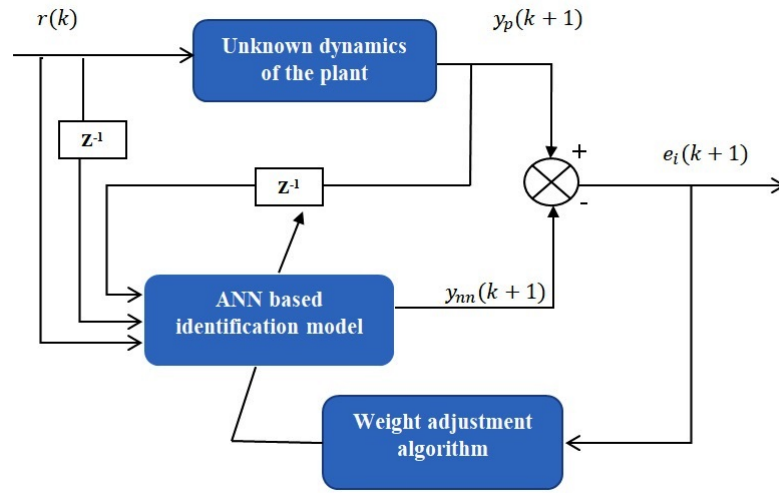 r(k)
Unknown dynamics
of the plant
y_p(k+1)
z⁻¹
+
e_i(k+1)
z⁻¹
-
ANN based
identification model
y_nn(k+1)
Weight adjustment
algorithm